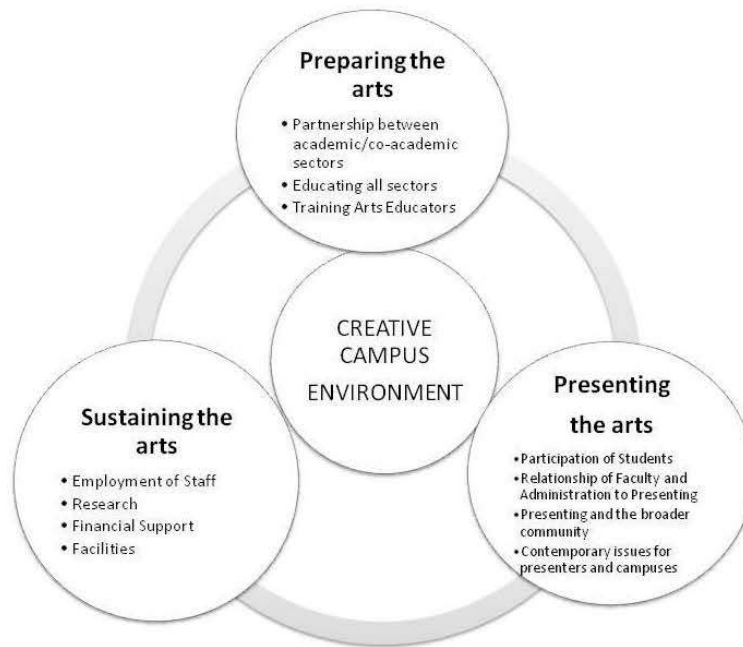 Preparing the
arts
• Partnership between
academic/co-academic
sectors
• Educating all sectors
• Training Arts Educators
CREATIVE
CAMPUS
ENVIRONMENT
Sustaining the
arts
• Employment of Staff
• Research
• Financial Support
• Facilities
Presenting
the arts
• Participation of Students
• Relationship of Faculty and
Administration to Presenting
• Presenting and the broader
community
• Contemporary issues for
presenters and campuses